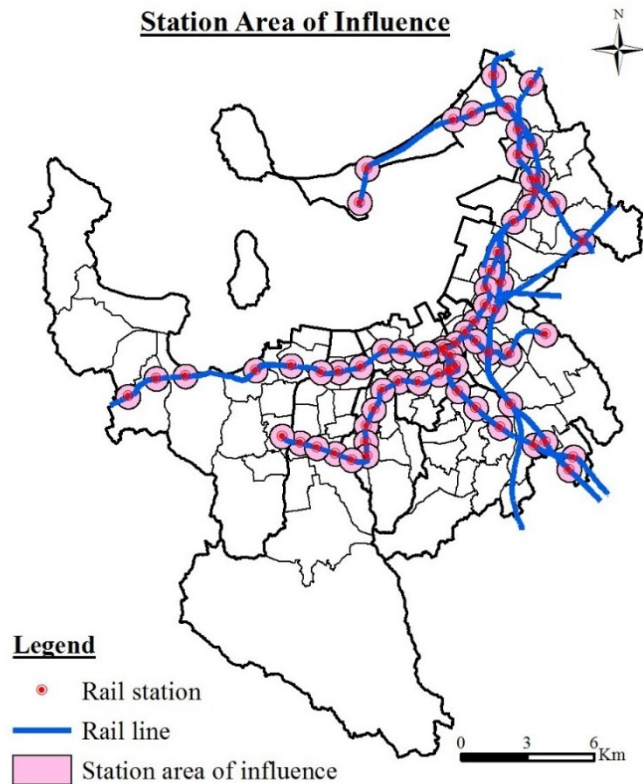 Station Area of Influence
N
Legend
Rail station
Rail line
Station area of influence
0 3 6
Km